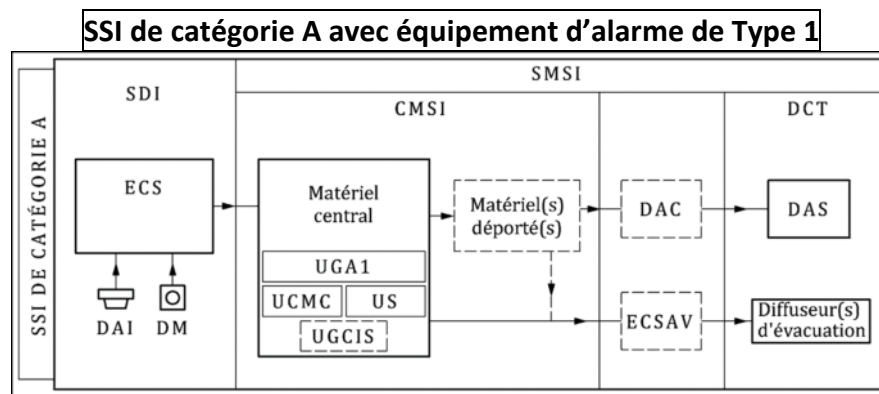 SSI de catégorie A avec équipement d'alarme de Type 1
SSI DE CATÉGORIE A
SDI
SMSI
CMSI
DCT
ECS
DAI
DM
Matériel
central
UGA1
UCMC
US
UGCIS
Matériel(s)
déporté(s)
DAC
DAS
ECSAV
Diffuseur(s)
d'évacuation